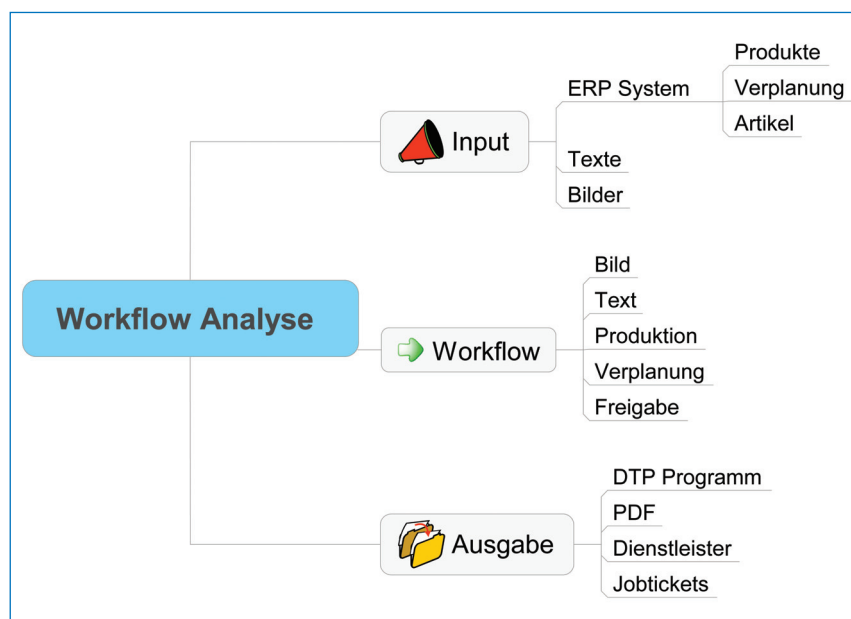 Workflow Analyse
Input
ERP System
Produkte
Verplanung
Artikel
Texte
Bilder
Workflow
Bild
Text
Produktion
Verplanung
Freigabe
Ausgabe
DTP Programm
PDF
Dienstleister
Jobtickets